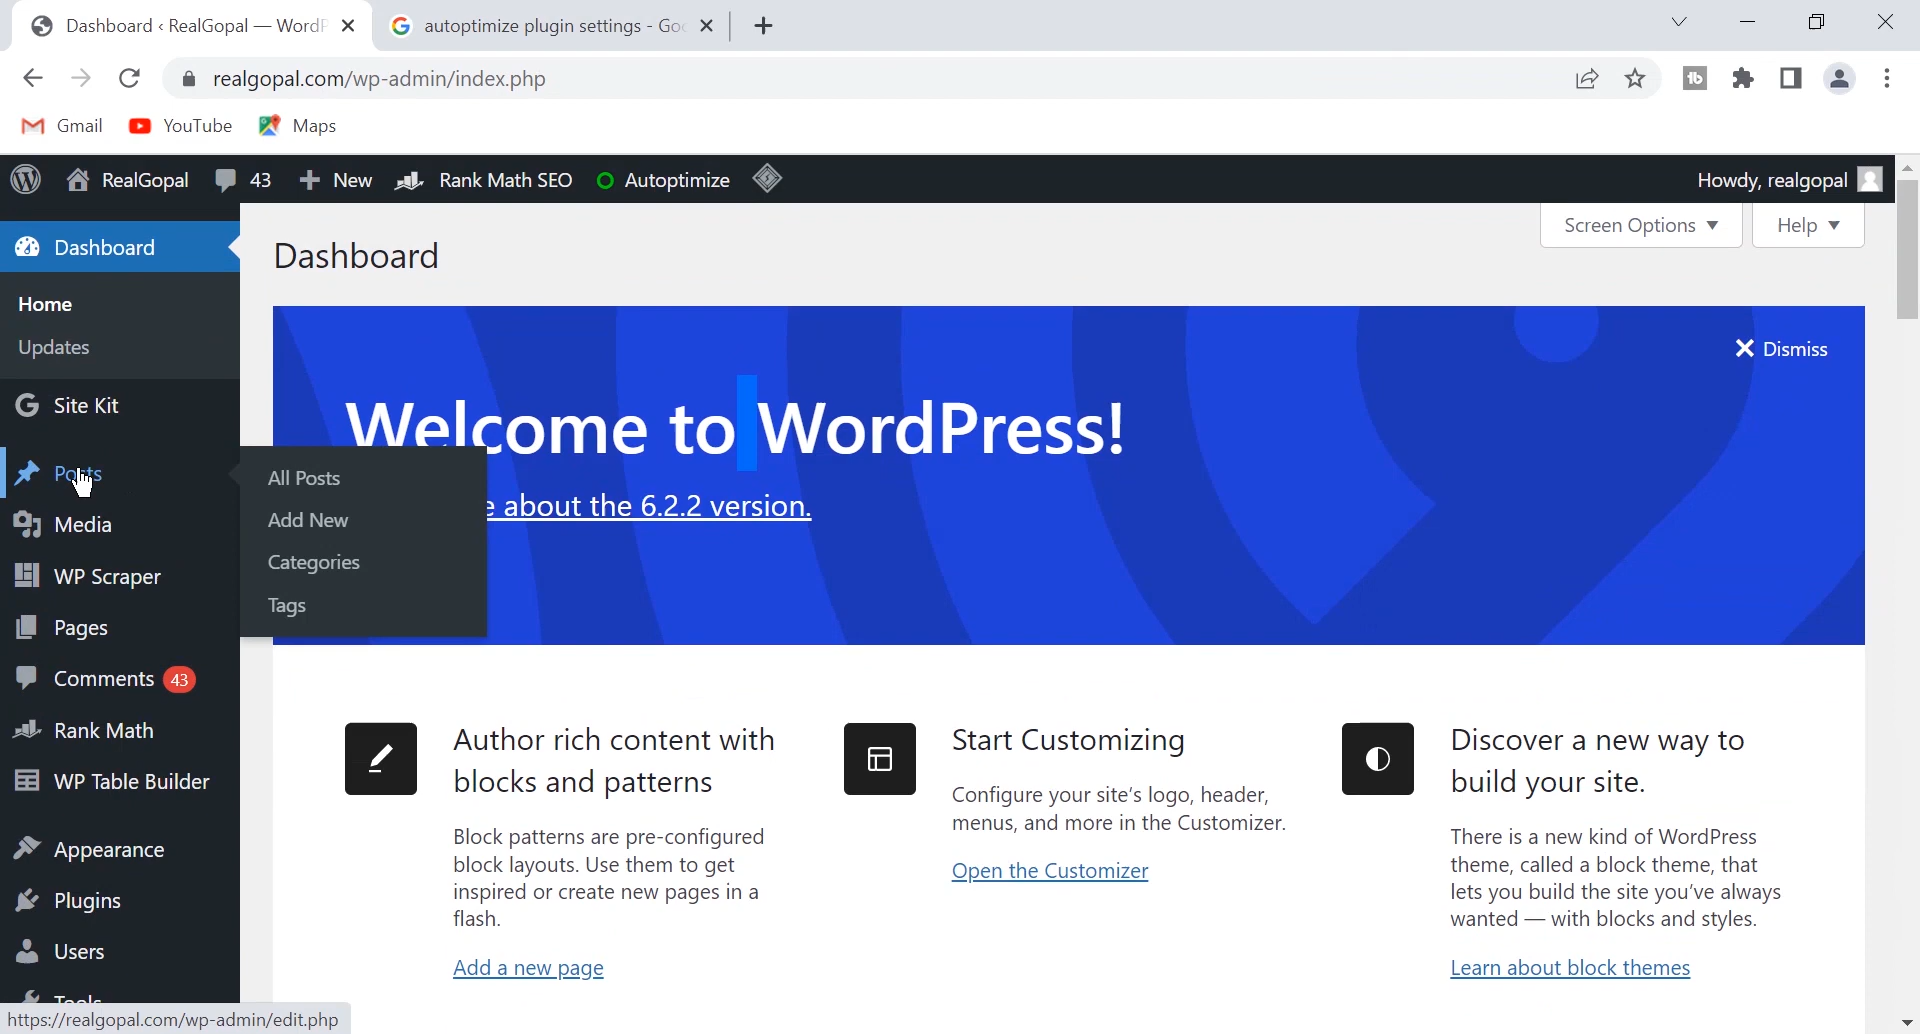 Dashboard ‹ RealGopal — WordP
autoptimize plugin settings - Goo
realgopal.com/wp-admin/index.php
Gmail
YouTube
Maps
RealGopal
43
New
Rank Math SEO
Autoptimize
Howdy, realgopal
Dashboard
Home
Updates
Site Kit
Posts
Media
WP Scraper
Pages
Comments 43
Rank Math
WP Table Builder
Appearance
Plugins
Users
Tools
All Posts
Add New
Categories
Tags
Dashboard
Screen Options
Help
Dismiss
Welcome to WordPress!
about the 6.2.2 version.
Author rich content with
blocks and patterns
Block patterns are pre-configured
block layouts. Use them to get
inspired or create new pages in a
flash.
Add a new page
Start Customizing
Configure your site's logo, header,
menus, and more in the Customizer.
Open the Customizer
Discover a new way to
build your site.
There is a new kind of WordPress
theme, called a block theme, that
lets you build the site you've always
wanted — with blocks and styles.
Learn about block themes
https://realgopal.com/wp-admin/edit.php